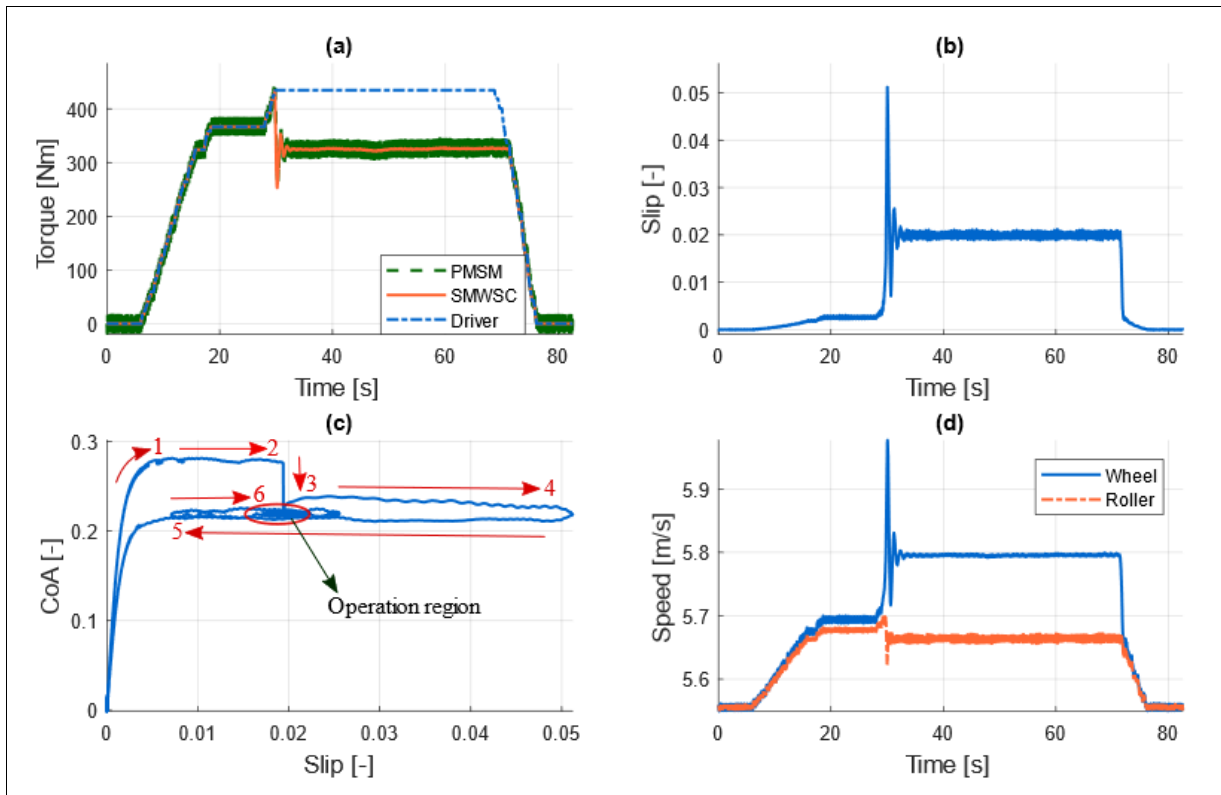 (a)
Torque [Nm]
400
300
200
100
0
PMSM
SMWSC
Driver
0 20 40 60 80
Time [s]
(b)
Slip [-]
0.05
0.04
0.03
0.02
0.01
0
0 20 40 60 80
Time [s]
(c)
CoA [-]
0.3
0.2
0.1
0
1 2
3 4
6
5
Operation region
0 0.01 0.02 0.03 0.04 0.05
Slip [-]
(d)
Speed [m/s]
5.9
5.8
5.7
5.6
Wheel
Roller
0 20 40 60 80
Time [s]